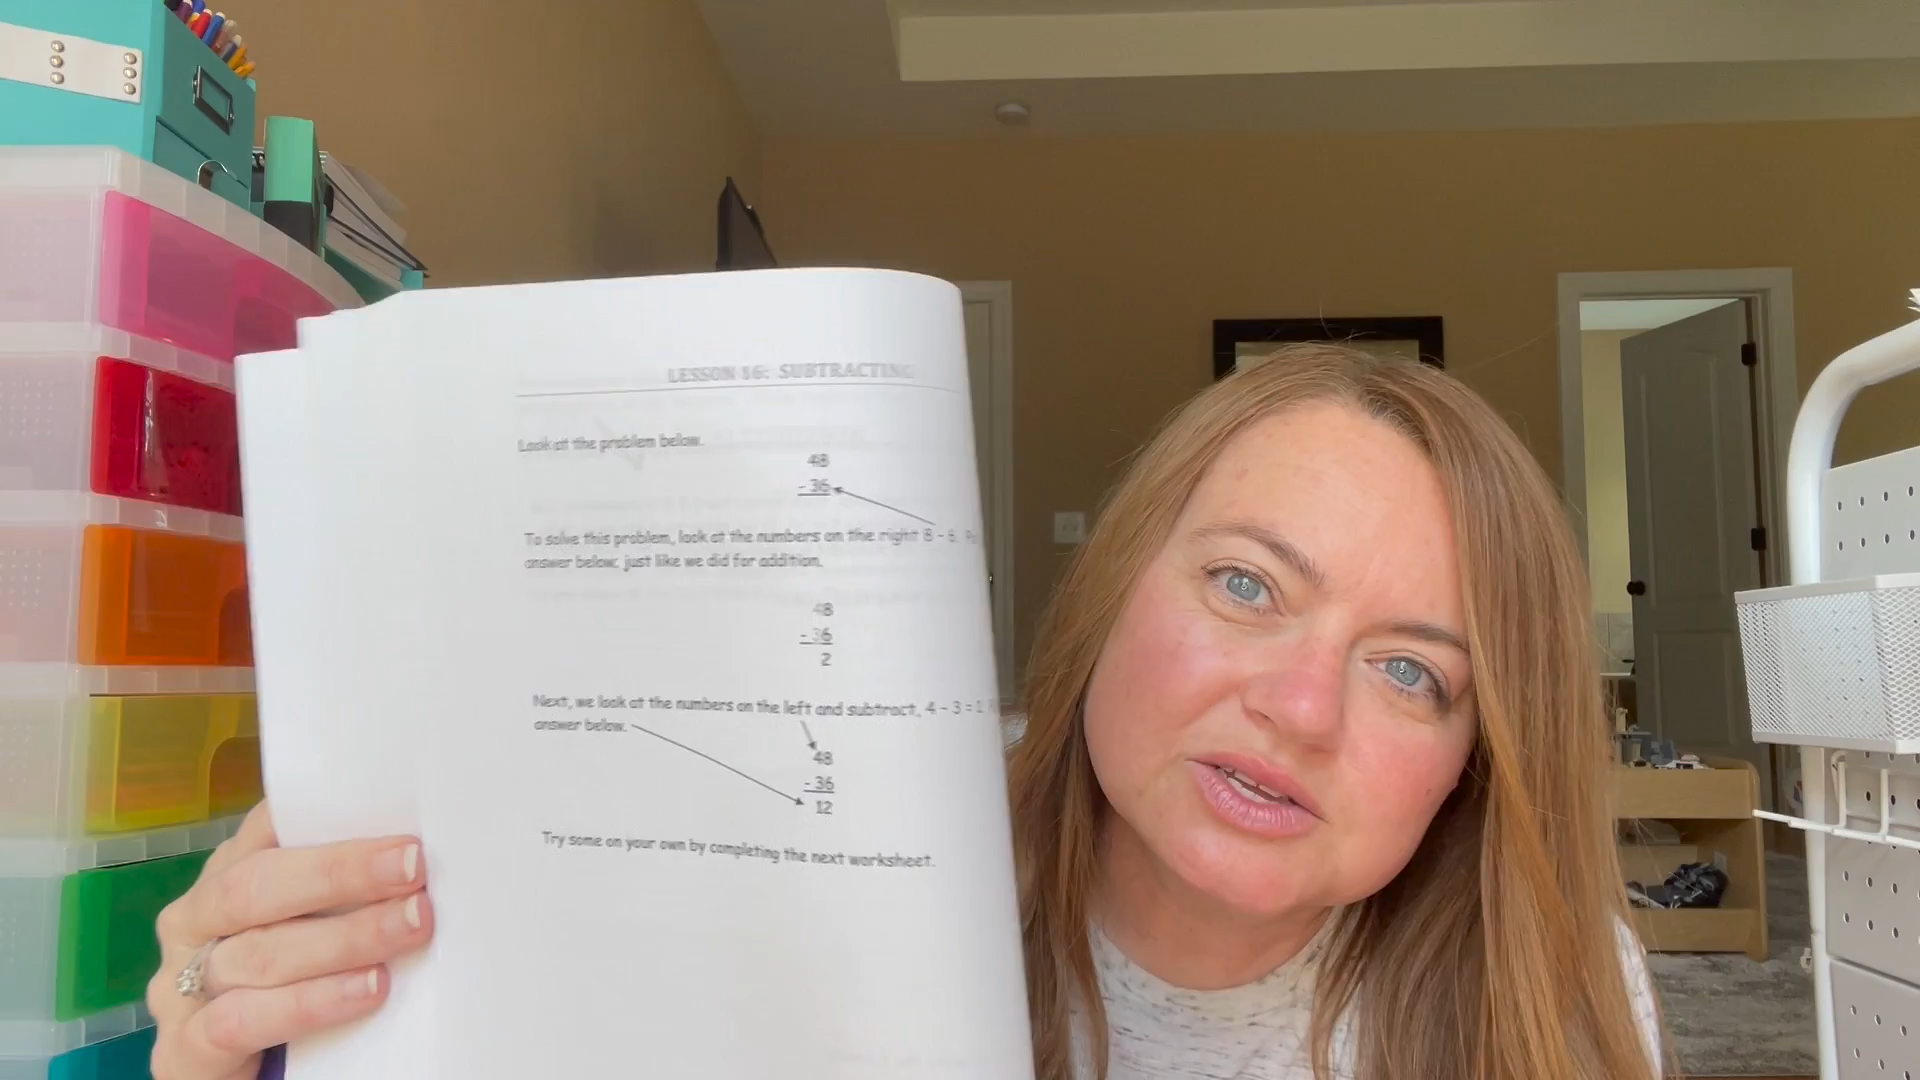 LESSON 16: SUBTRACTING
Look at the problem below.
48
- 36
To solve this problem, look at the numbers on the right 8 - 6.
answer below, just like we did for addition.
48
- 36
2
Next, we look at the numbers on the left and subtract, 4 - 3 = 1.
answer below.
48
- 36
12
Try some on your own by completing the next worksheet.